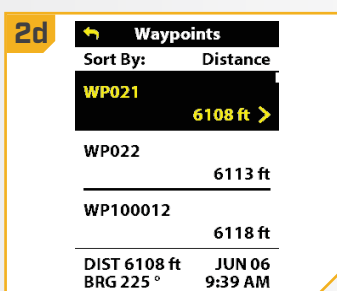 2d
Waypoints
Sort By: Distance
WP021
6108 ft
WP022
6113 ft
WP100012
6118 ft
DIST 6108 ft JUN 06
BRG 225 ° 9:39 AM